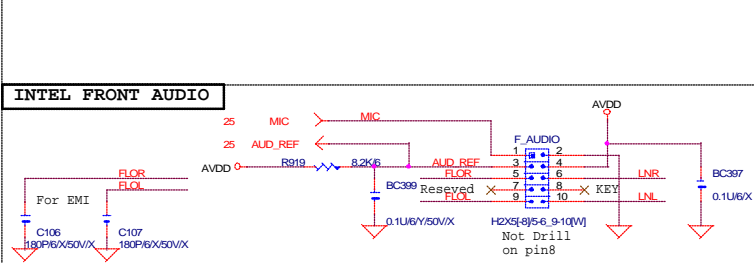 INTEL FRONT AUDIO
AVDD
25 MIC MIC
F_AUDIO
25 AUD_REF
1 2
AVDD R919 8.2K/6 AUD_REF 3 4
FLOR FLOR 5 6 LNR
FLOL BC399 Reseved 7 8 KEY BC397
For EMI FLOL 9 10 LNL 0.1U/6/X
C106 C107 0.1U/6/Y/50V/X H2X5[-8]/5-6_9-10[W]
180P/6/X/50V/X 180P/6/X/50V/X Not Drill
on pin8